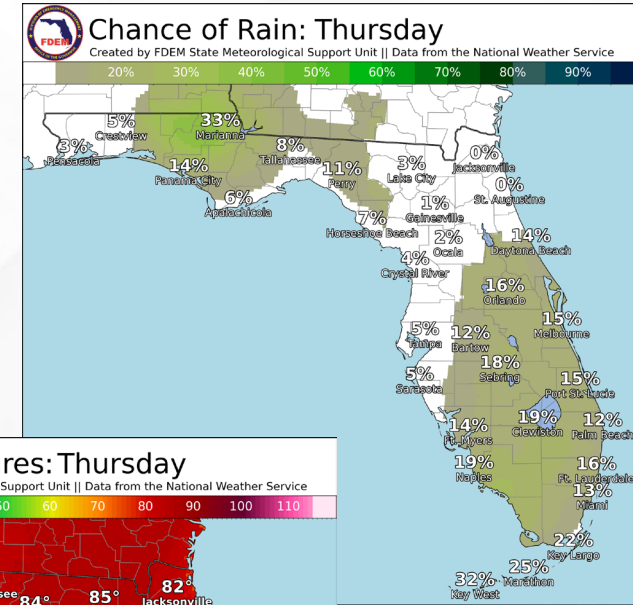 FDEM
Chance of Rain: Thursday
Created by FDEM State Meteorological Support Unit || Data from the National Weather Service
20% 30% 40% 50% 60% 70% 80% 90%
5%
Crestview
33%
Marianna
3%
Pensacola
8%
Tallahassee
14%
Panama City
11%
Perry
3%
Lake City
0%
Jacksonville
6%
Apalachicola
0%
St. Augustine
1%
Gainesville
7%
Horseshoe Beach
2%
Ocala
14%
Daytona Beach
4%
Crystal River
16%
Orlando
15%
Melbourne
5%
Tampa
12%
Bartow
18%
Sebring
5%
Sarasota
15%
Port St. Lucie
14%
Ft. Myers
19%
Clewiston
12%
Palm Beach
19%
Naples
16%
Ft. Lauderdale
13%
Miami
22%
Key Largo
25%
Marathon
32%
Key West
res: Thursday
Support Unit || Data from the National Weather Service
50 60 70 80 90 100 110
see
84°
85°
82°
Jacksonville